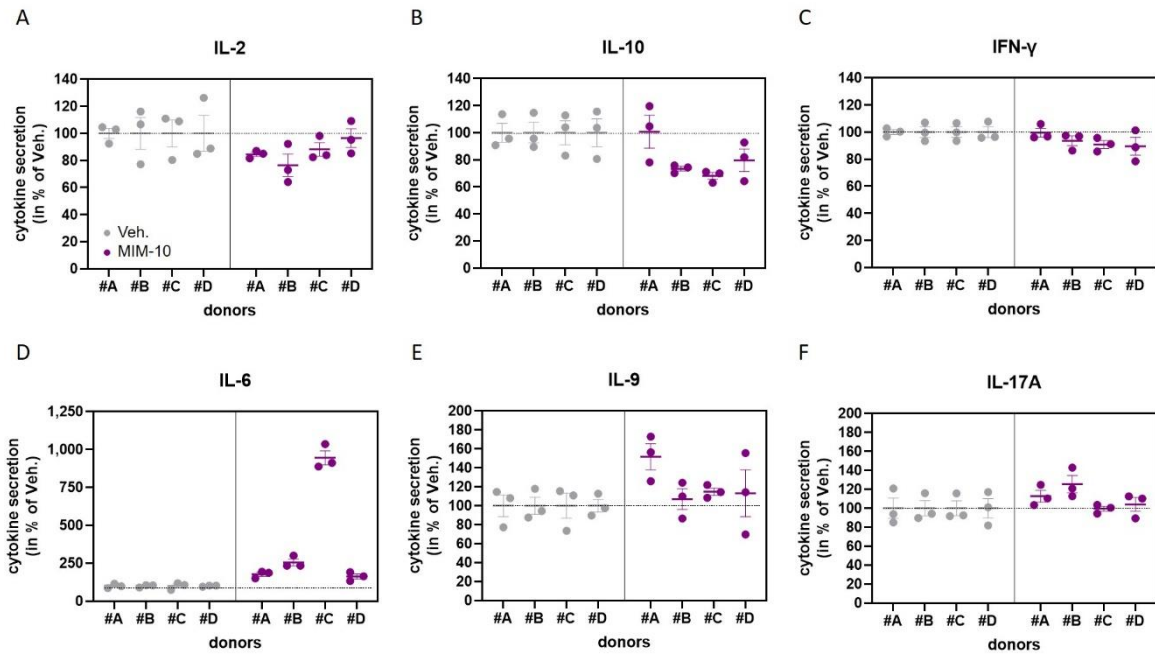 A
IL-2
cytokine secretion
(in % of Veh.)
140
120
100
80
60
40
20
0
Veh.
MIM-10
#A #B #C #D #A #B #C #D
donors
B
IL-10
cytokine secretion
(in % of Veh.)
140
120
100
80
60
40
20
0
#A #B #C #D #A #B #C #D
donors
C
IFN-γ
cytokine secretion
(in % of Veh.)
140
120
100
80
60
40
20
0
#A #B #C #D #A #B #C #D
donors
D
IL-6
cytokine secretion
(in % of Veh.)
1,250
1,000
750
500
250
0
#A #B #C #D #A #B #C #D
donors
E
IL-9
cytokine secretion
(in % of Veh.)
200
180
160
140
120
100
80
60
40
20
0
#A #B #C #D #A #B #C #D
donors
F
IL-17A
cytokine secretion
(in % of Veh.)
200
180
160
140
120
100
80
60
40
20
0
#A #B #C #D #A #B #C #D
donors